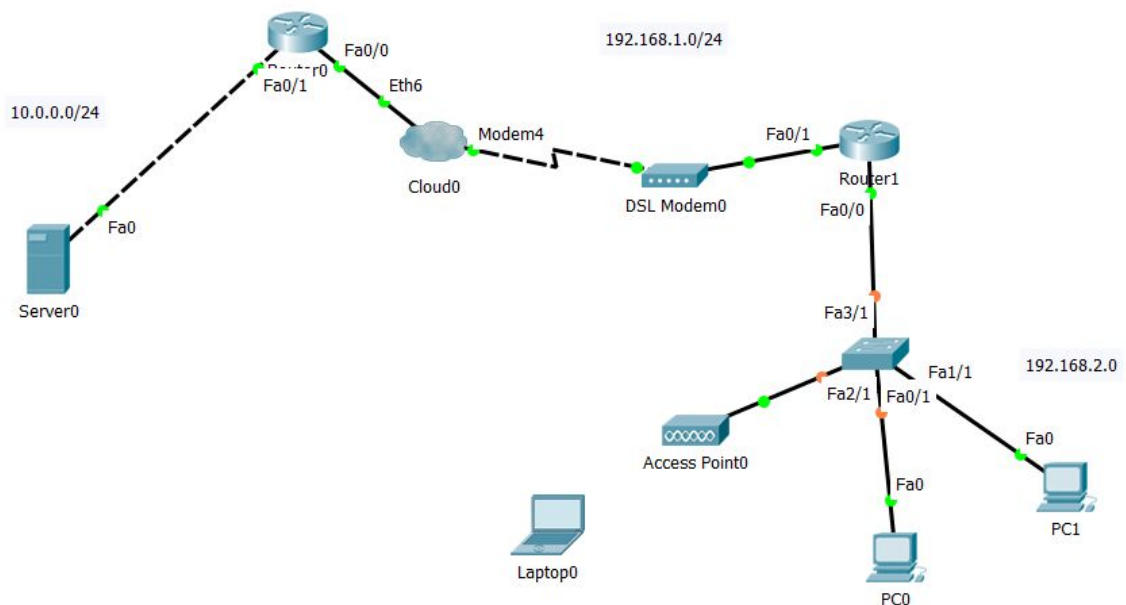 192.168.1.0/24
Fa0/0
Router0
Fa0/1
Eth6
10.0.0.0/24
Modem4
Fa0/1
Cloud0
Router1
DSL Modem0
Fa0/0
Fa0
Server0
Fa3/1
Fa1/1
192.168.2.0
Fa2/1
Fa0/1
Fa0
Access Point0
Fa0
PC1
Laptop0
PC0